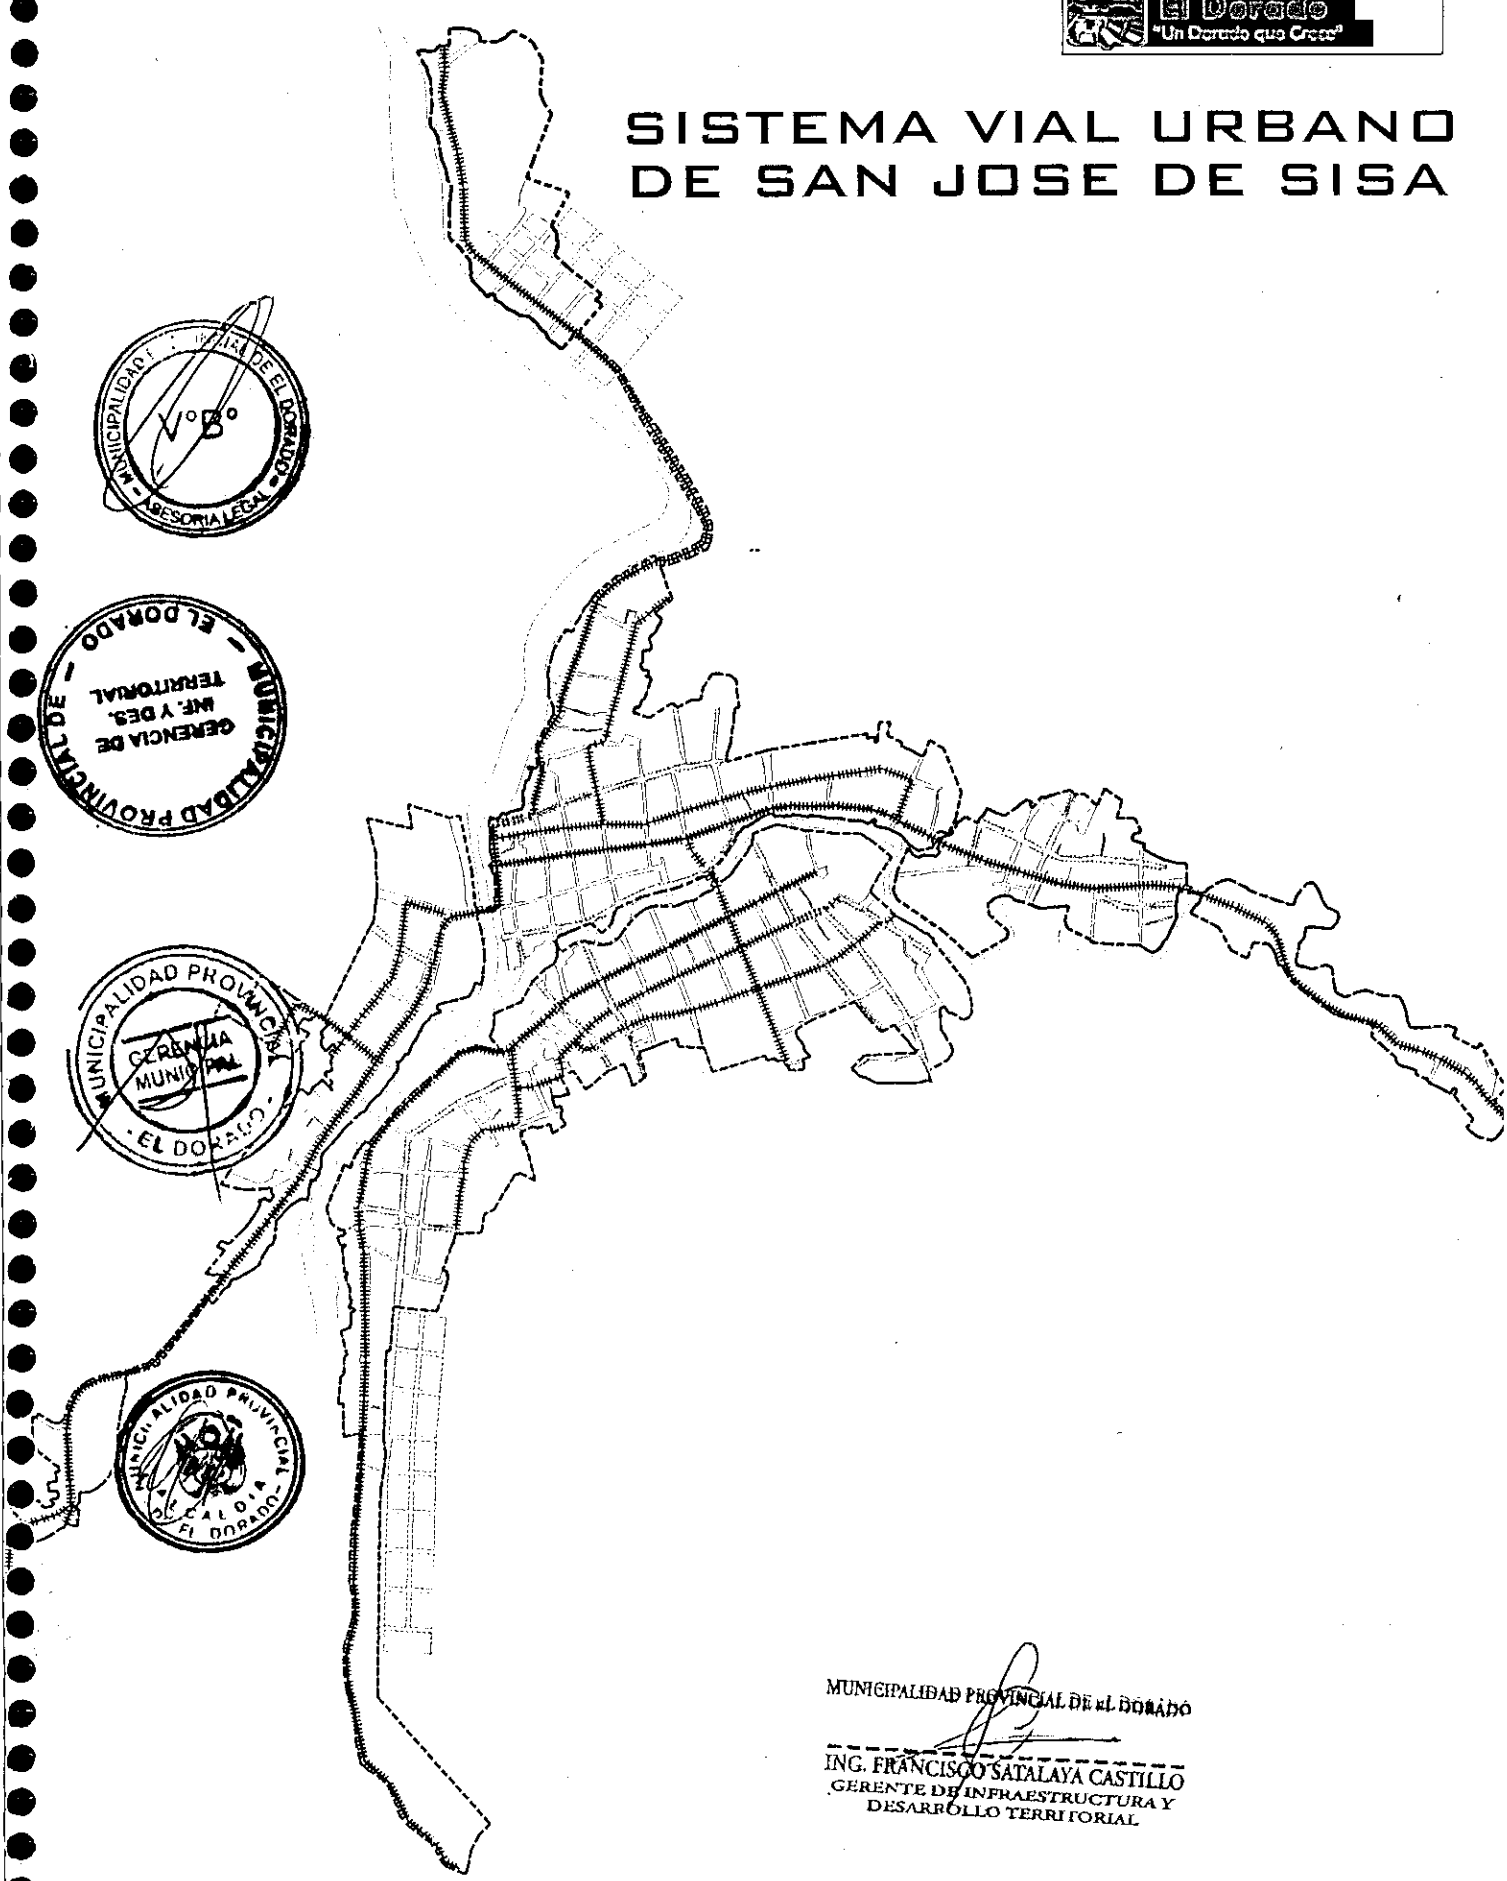 El Dorado
"Un Dorado que Crece"
SISTEMA VIAL URBANO
DE SAN JOSE DE SISA
MUNICIPALIDAD DE EL DORADO
V°B°
ASESORIA LEGAL
MUNICIPALIDAD PROVINCIAL DE EL DORADO
GERENCIA DE
INF. Y DES.
TERRITORIAL
MUNICIPALIDAD PROVINCIAL
GERENCIA
MUNICIPAL
- EL DORADO -
MUNICIPALIDAD PROVINCIAL
ALCALDIA
EL DORADO
MUNICIPALIDAD PROVINCIAL DE EL DORADO
ING. FRANCISCO SATALAYA CASTILLO
GERENTE DE INFRAESTRUCTURA Y
DESARROLLO TERRITORIAL